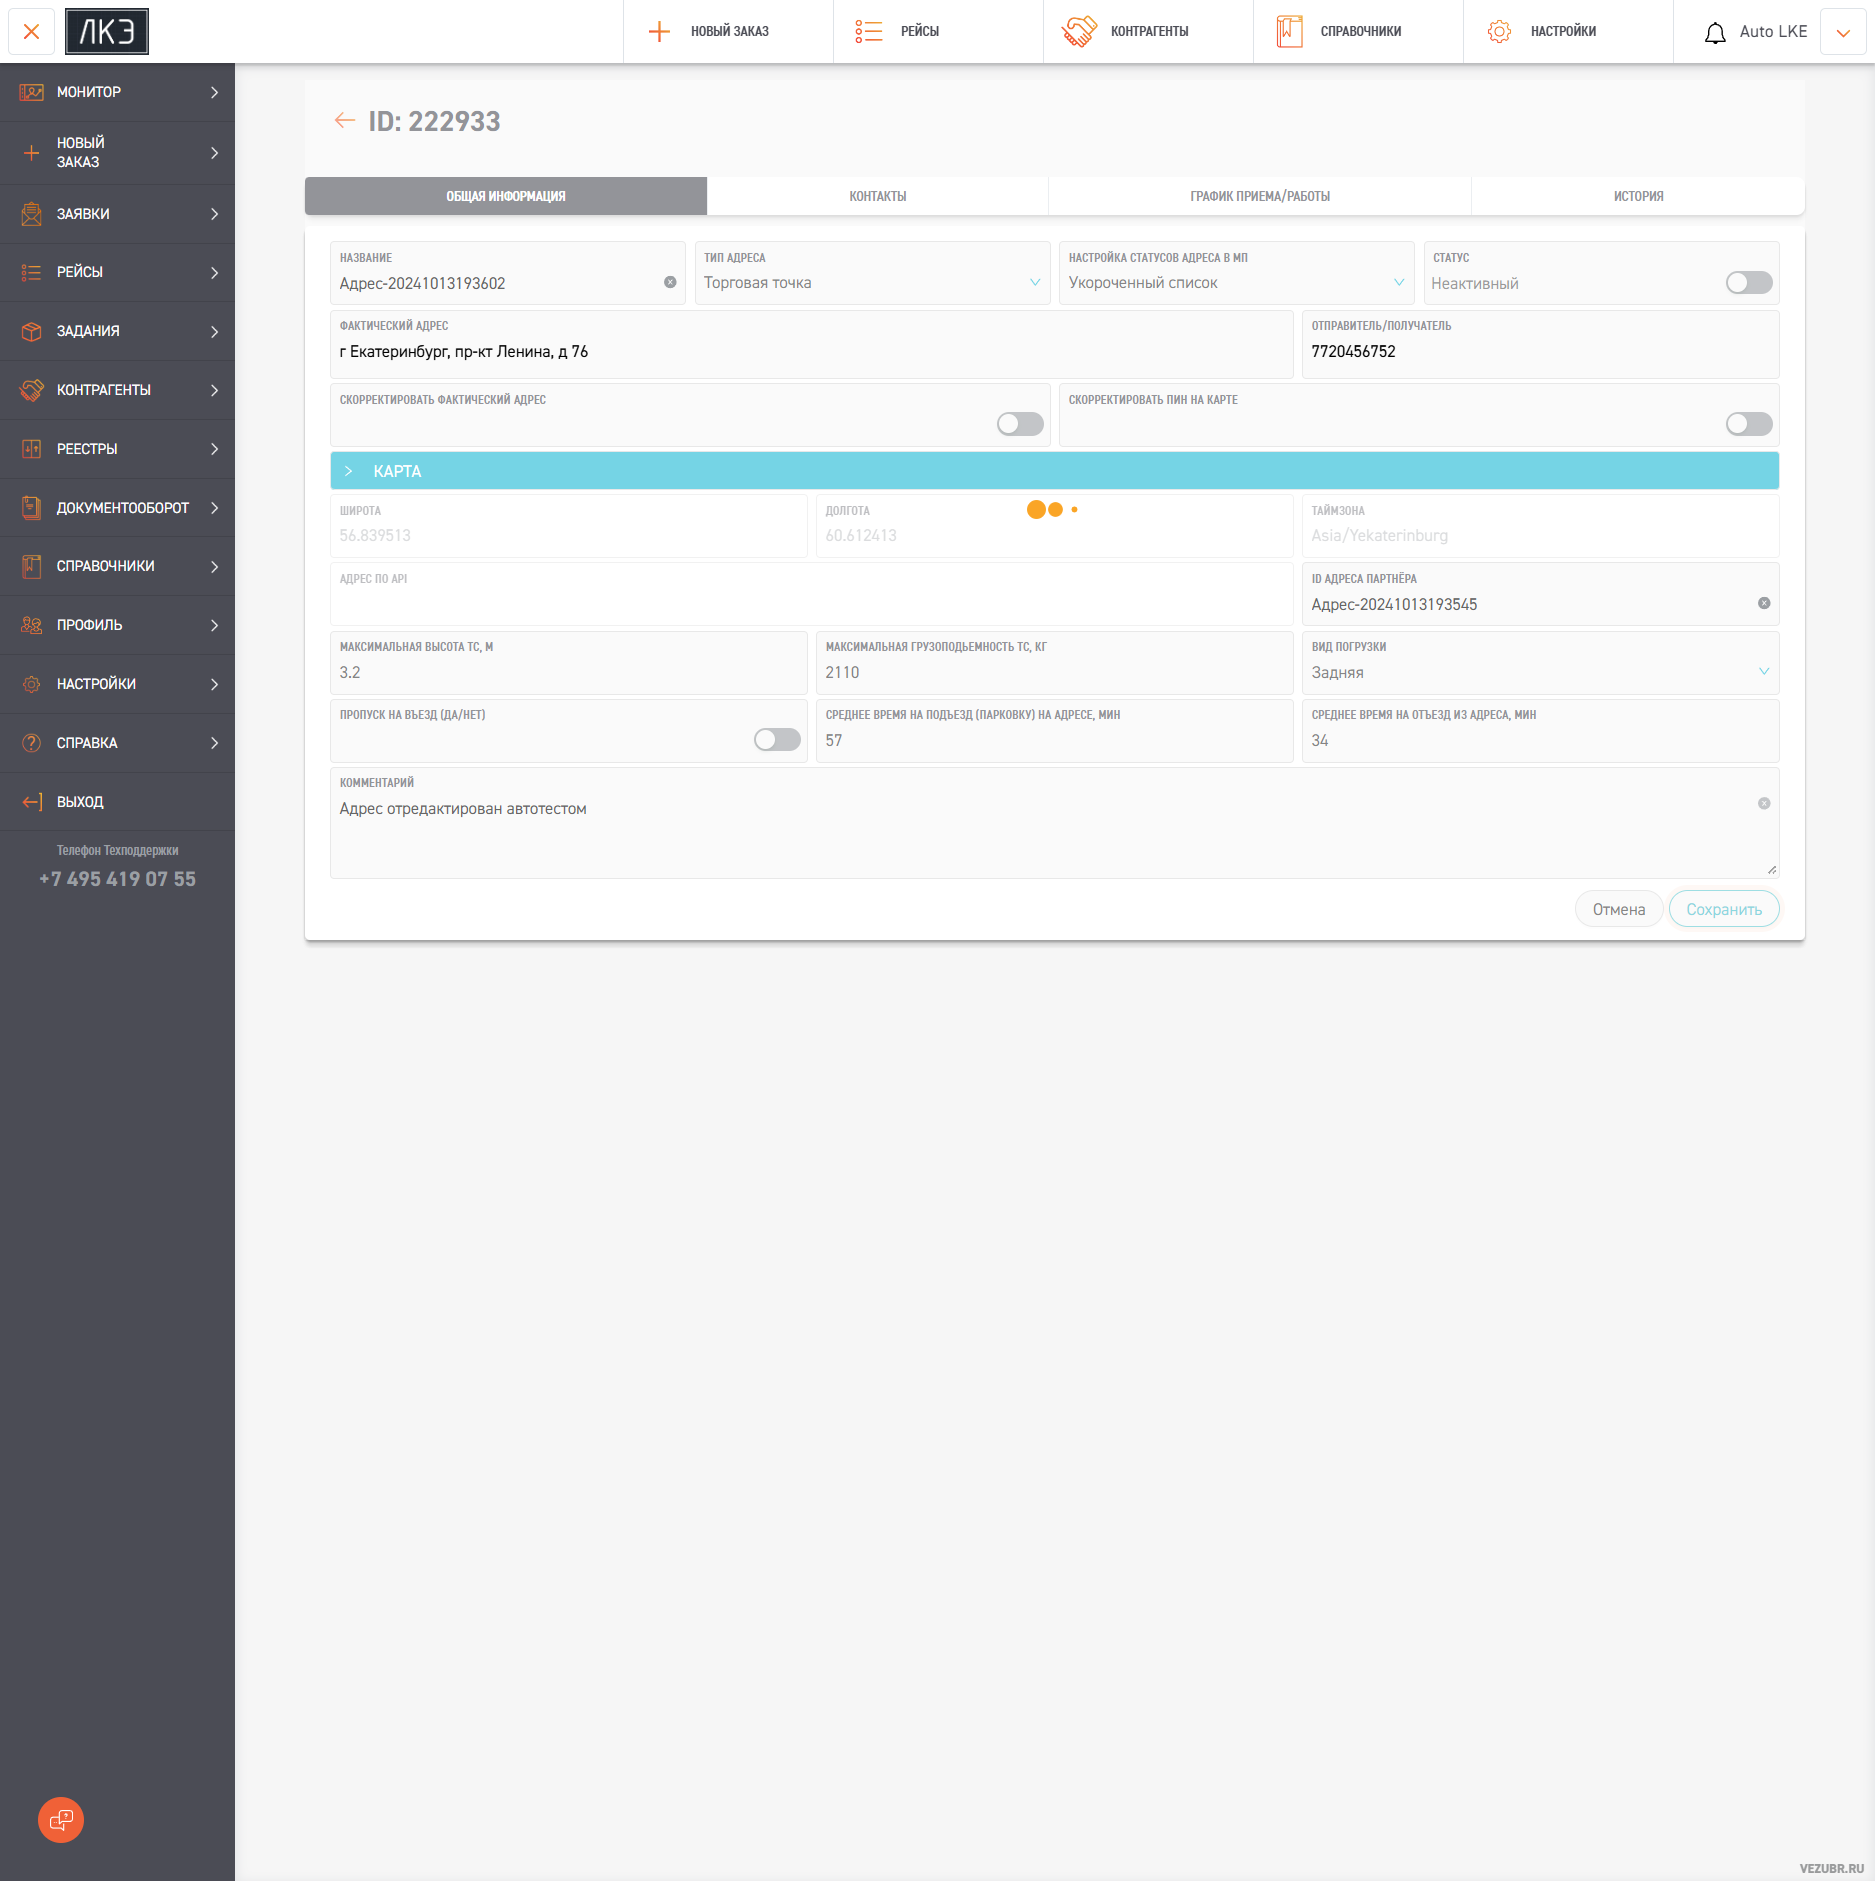 ЛКЭ
НОВЫЙ ЗАКАЗ
РЕЙСЫ
КОНТРАГЕНТЫ
СПРАВОЧНИКИ
НАСТРОЙКИ
Auto LKE
МОНИТОР
НОВЫЙ
ЗАКАЗ
ЗАЯВКИ
РЕЙСЫ
ЗАДАНИЯ
КОНТРАГЕНТЫ
РЕЕСТРЫ
ДОКУМЕНТООБОРОТ
СПРАВОЧНИКИ
ПРОФИЛЬ
НАСТРОЙКИ
СПРАВКА
ВЫХОД
Телефон Техподдержки
+7 495 419 07 55
ID: 222933
ОБЩАЯ ИНФОРМАЦИЯ
КОНТАКТЫ
ГРАФИК ПРИЕМА/РАБОТЫ
ИСТОРИЯ
НАЗВАНИЕ
Адрес-20241013193602
ТИП АДРЕСА
Торговая точка
НАСТРОЙКА СТАТУСОВ АДРЕСА В МП
Укороченный список
СТАТУС
Неактивный
ФАКТИЧЕСКИЙ АДРЕС
г Екатеринбург, пр-кт Ленина, д 76
ОТПРАВИТЕЛЬ/ПОЛУЧАТЕЛЬ
7720456752
СКОРРЕКТИРОВАТЬ ФАКТИЧЕСКИЙ АДРЕС
СКОРРЕКТИРОВАТЬ ПИН НА КАРТЕ
КАРТА
ШИРОТА
56.839513
ДОЛГОТА
60.612413
ТАЙМЗОНА
Asia/Yekaterinburg
АДРЕС ПО API
ID АДРЕСА ПАРТНЁРА
Адрес-20241013193545
МАКСИМАЛЬНАЯ ВЫСОТА ТС, М
3.2
МАКСИМАЛЬНАЯ ГРУЗОПОДЬЕМНОСТЬ ТС, КГ
2110
ВИД ПОГРУЗКИ
Задняя
ПРОПУСК НА ВЪЕЗД (ДА/НЕТ)
СРЕДНЕЕ ВРЕМЯ НА ПОДЪЕЗД (ПАРКОВКУ) НА АДРЕСЕ, МИН
57
СРЕДНЕЕ ВРЕМЯ НА ОТЪЕЗД ИЗ АДРЕСА, МИН
34
КОММЕНТАРИЙ
Адрес отредактирован автотестом
Отмена
Сохранить
VEZUBR.RU